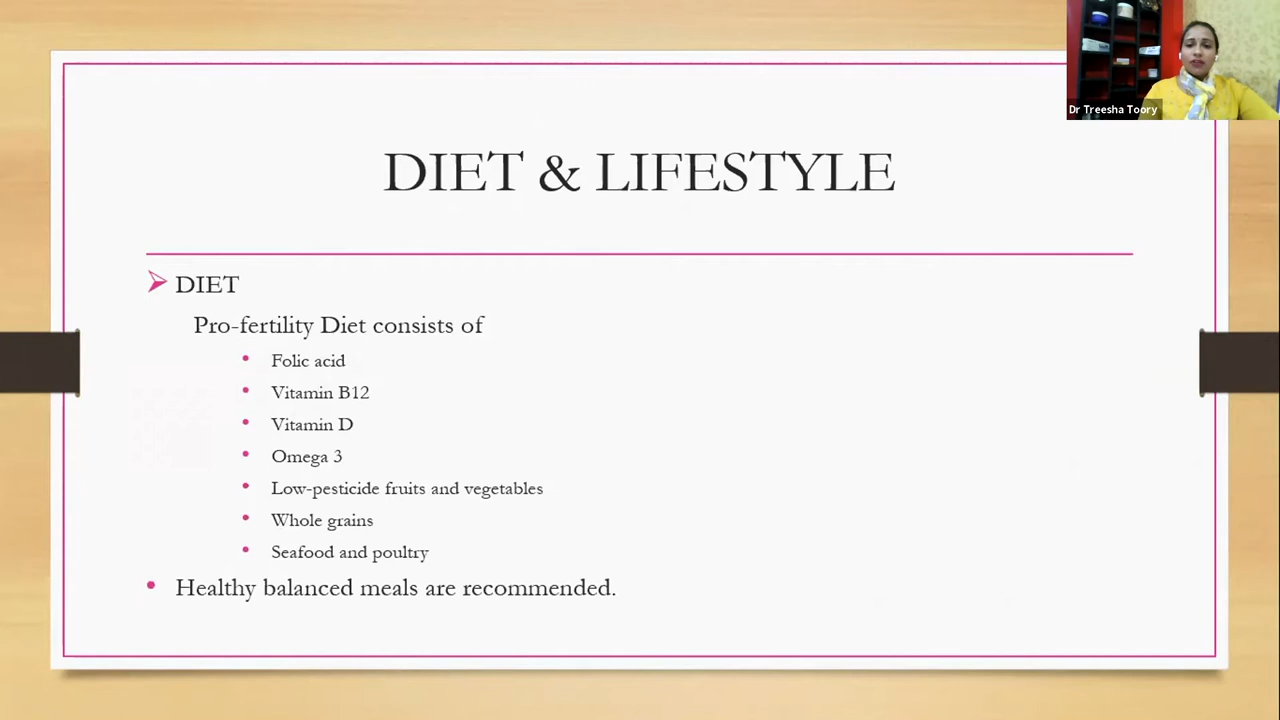 Dr Treesha Toory
DIET & LIFESTYLE
DIET
Pro-fertility Diet consists of
• Folic acid
• Vitamin B12
• Vitamin D
• Omega 3
• Low-pesticide fruits and vegetables
• Whole grains
• Seafood and poultry
• Healthy balanced meals are recommended.